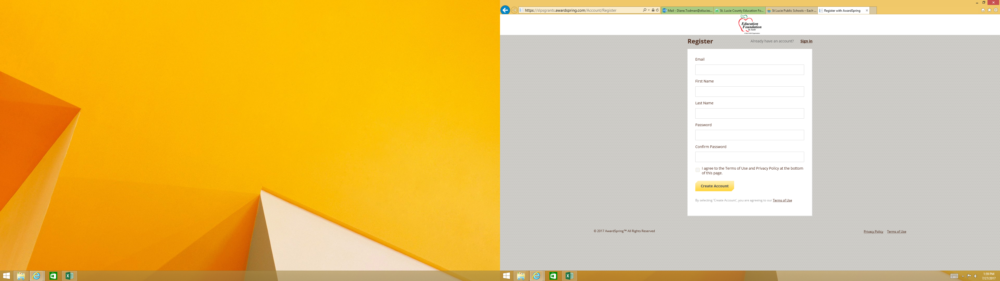 https://slpsgrants.awardspring.com/Account/Register
Mail - Diane.Todman@stlucies...
St. Lucie County Education Fo...
St Lucie Public Schools – Each ...
Register with AwardSpring
Education
Foundation
St. Lucie
A Non Profit Organization
Register
Already have an account?
Sign in
Email
First Name
Last Name
Password
Confirm Password
I agree to the Terms of Use and Privacy Policy at the bottom
of this page.
Create Account
By selecting 'Create Account', you are agreeing to our Terms of Use
© 2017 AwardSpring™ All Rights Reserved
Privacy Policy
Terms of Use
1:59 PM
7/27/2017